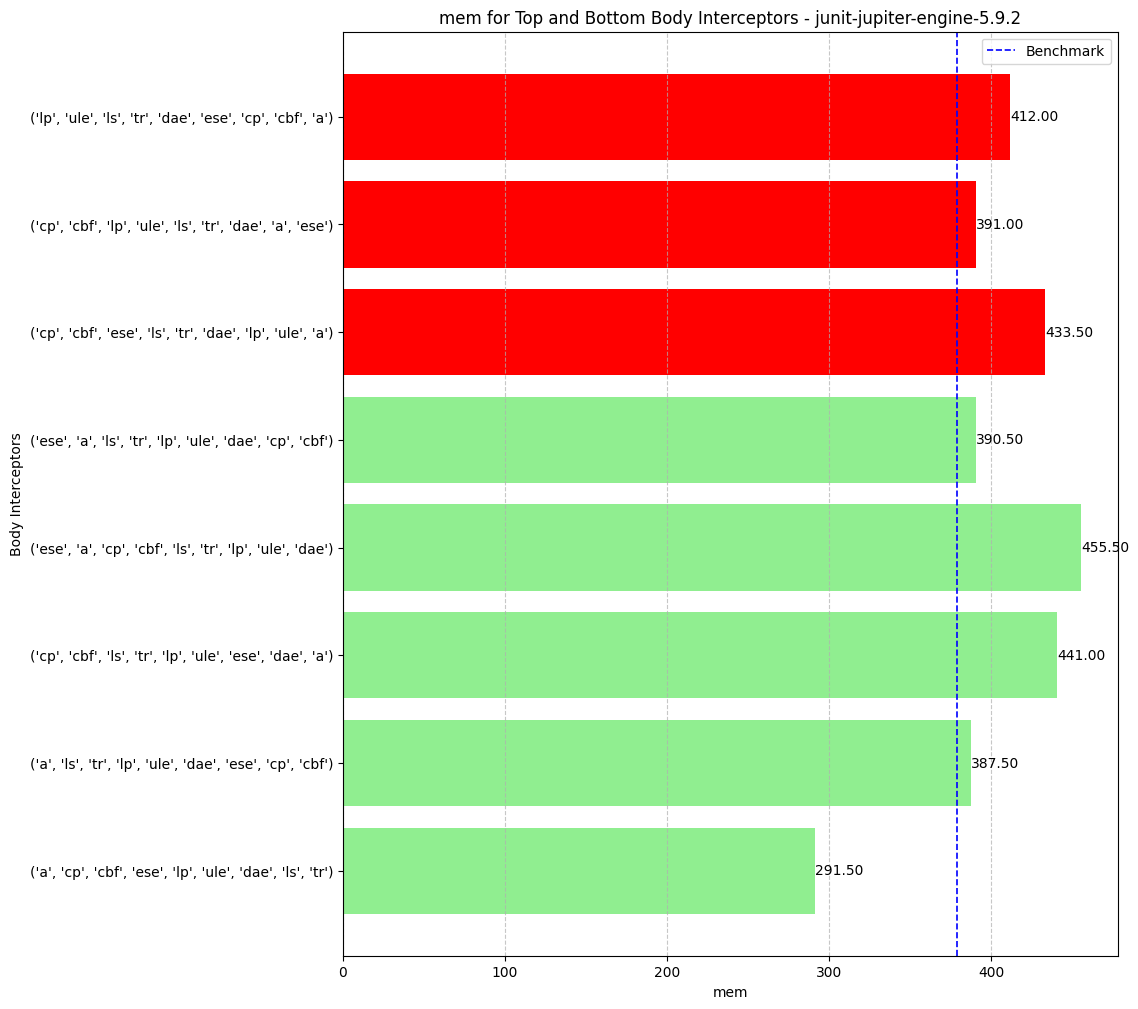 mem for Top and Bottom Body Interceptors - junit-jupiter-engine-5.9.2
Benchmark
('lp', 'ule', 'ls', 'tr', 'dae', 'ese', 'cp', 'cbf', 'a')
412.00
('cp', 'cbf', 'lp', 'ule', 'ls', 'tr', 'dae', 'a', 'ese')
391.00
('cp', 'cbf', 'ese', 'ls', 'tr', 'dae', 'lp', 'ule', 'a')
433.50
('ese', 'a', 'ls', 'tr', 'lp', 'ule', 'dae', 'cp', 'cbf')
390.50
('ese', 'a', 'cp', 'cbf', 'ls', 'tr', 'lp', 'ule', 'dae')
455.50
('cp', 'cbf', 'ls', 'tr', 'lp', 'ule', 'ese', 'dae', 'a')
441.00
('a', 'ls', 'tr', 'lp', 'ule', 'dae', 'ese', 'cp', 'cbf')
387.50
('a', 'cp', 'cbf', 'ese', 'lp', 'ule', 'dae', 'ls', 'tr')
291.50
Body Interceptors
0 100 200 300 400
mem